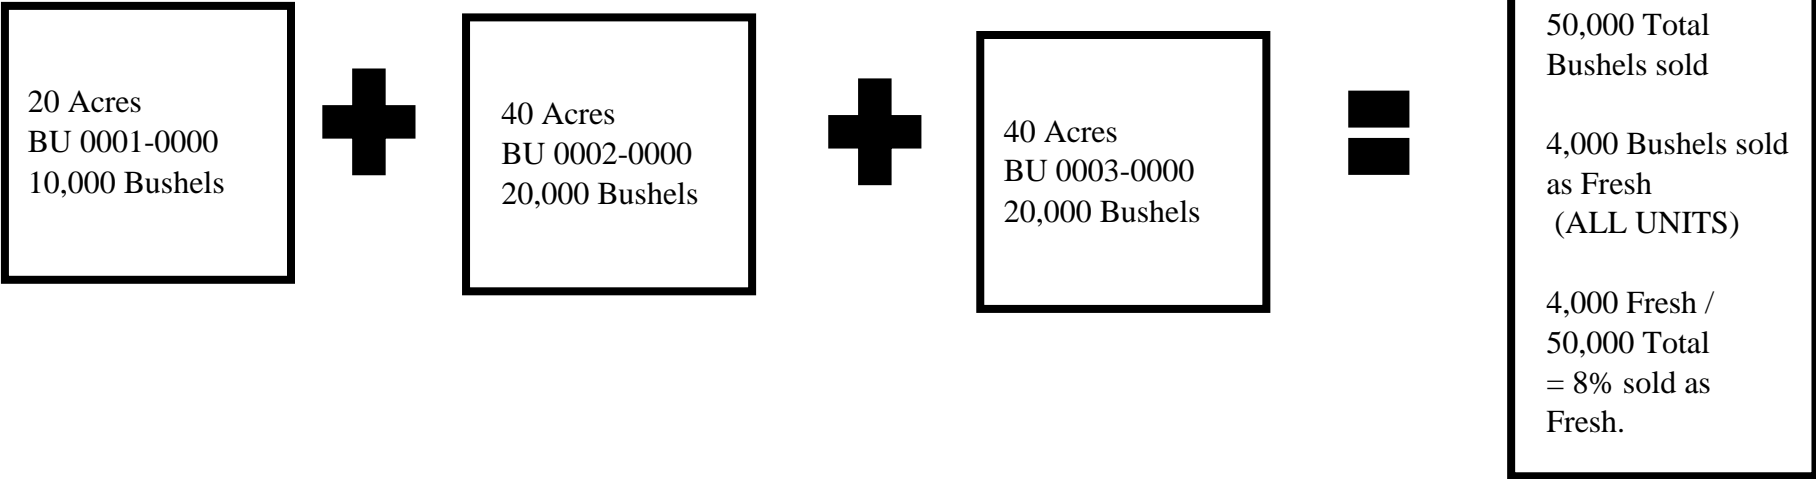 20 Acres
BU 0001-0000
10,000 Bushels
40 Acres
BU 0002-0000
20,000 Bushels
40 Acres
BU 0003-0000
20,000 Bushels
50,000 Total
Bushels sold
4,000 Bushels sold
as Fresh
(ALL UNITS)
4,000 Fresh /
50,000 Total
= 8% sold as
Fresh.